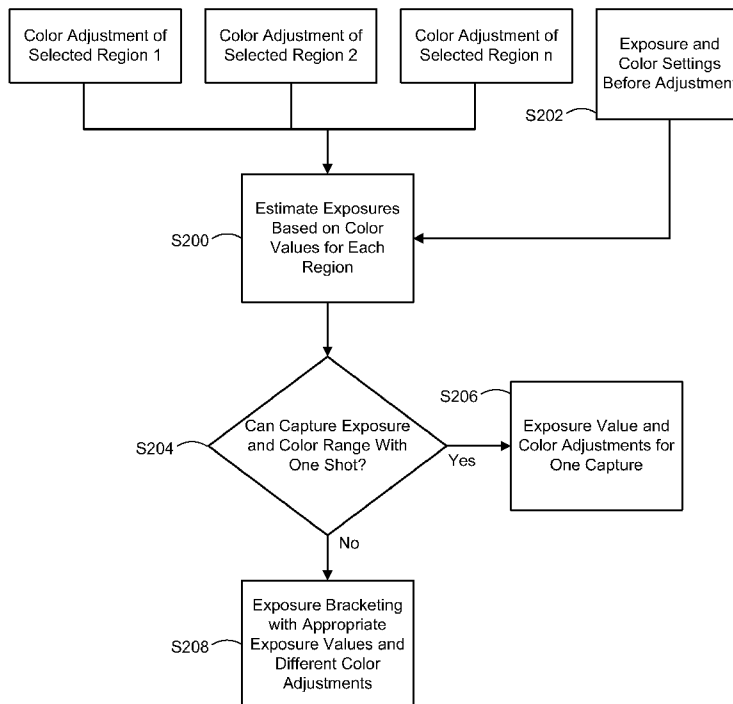 Color Adjustment of
Selected Region 1
Color Adjustment of
Selected Region 2
Color Adjustment of
Selected Region n
Exposure and
Color Settings
Before Adjustment
S202
Estimate Exposures
Based on Color
Values for Each
Region
S200
Can Capture Exposure
and Color Range With
One Shot?
S204
Yes
S206
Exposure Value and
Color Adjustments for
One Capture
No
Exposure Bracketing
with Appropriate
Exposure Values and
Different Color
Adjustments
S208